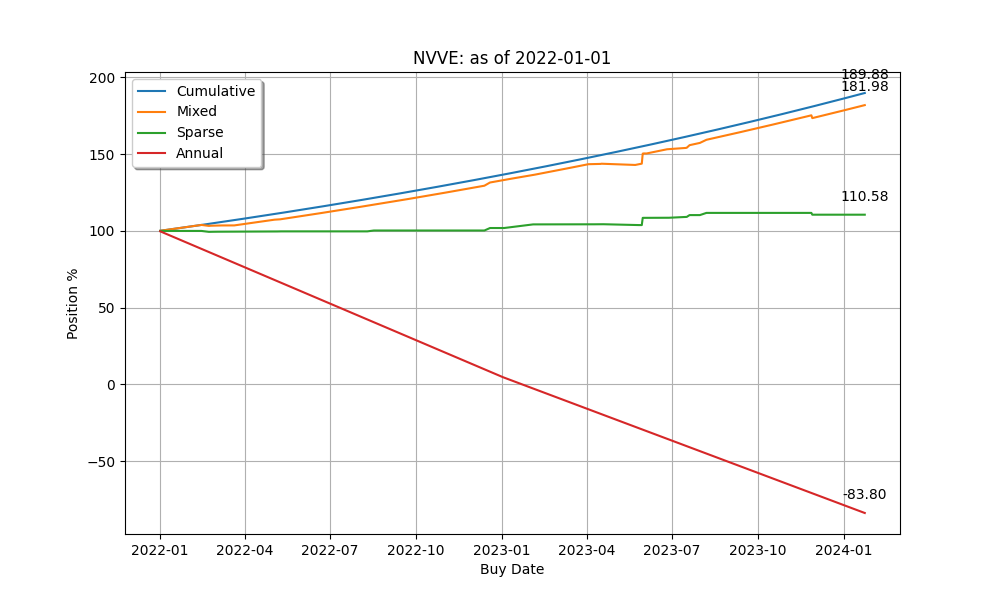 NVVE: as of 2022-01-01
Cumulative
Mixed
Sparse
Annual
189.88
181.98
110.58
-83.80
200
150
100
50
0
−50
Position %
2022-01 2022-04 2022-07 2022-10 2023-01 2023-04 2023-07 2023-10 2024-01
Buy Date